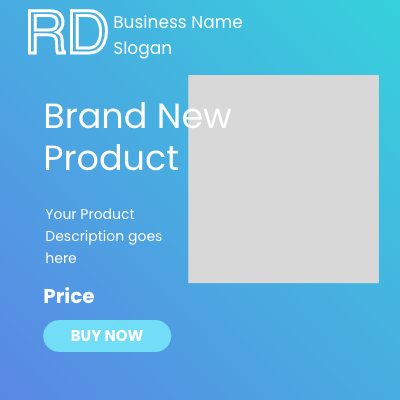 RD
Business Name
Slogan
Brand New
Product
Your Product
Description goes
here
Price
BUY NOW